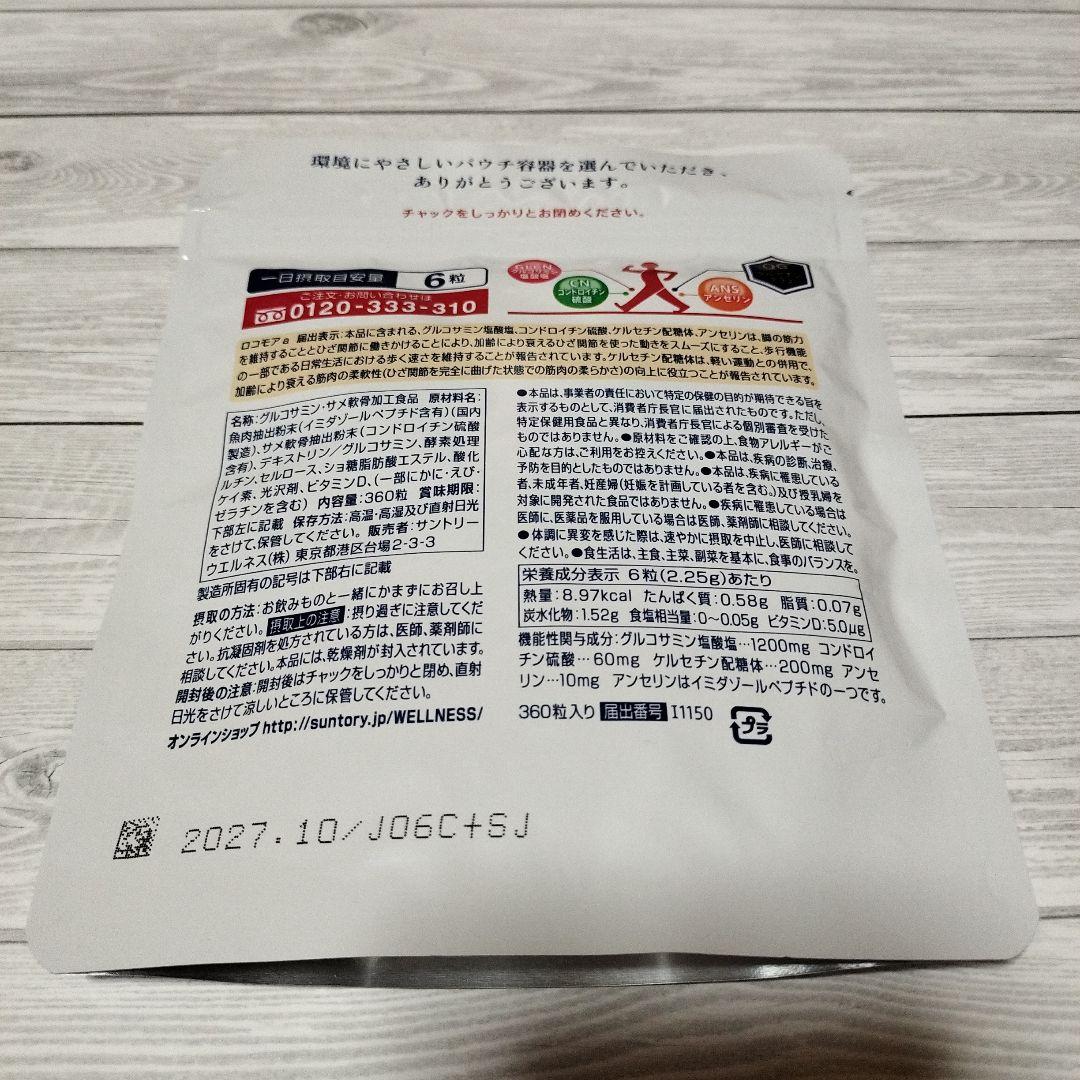 環境にやさしいパウチ容器を選んでいただき、
ありがとうございます。
チャックをしっかりとお閉めください。
一日摂取目安量 6粒
ご注文・お問い合わせは
0120-333-310
塩酸塩
CN
コンドロイチン
硫酸
ANS
アンセリン
QG
ロコモアa 届出表示:本品に含まれる、グルコサミン塩酸塩、コンドロイチン硫酸、ケルセチン配糖体、アンセリンは、脚の筋力
を維持することとひざ関節に働きかけることにより、加齢により衰えるひざ関節を使った動きをスムーズにすること、歩行機能
の一部である日常生活における歩く速さを維持することが報告されています。ケルセチン配糖体は、軽い運動との併用で、
加齢により衰える筋肉の柔軟性(ひざ関節を完全に曲げた状態での筋肉の柔らかさ)の向上に役立つことが報告されています。
名称:グルコサミン・サメ軟骨加工食品 原材料名:
魚肉抽出粉末(イミダゾールペプチド含有)(国内
製造)、サメ軟骨抽出粉末(コンドロイチン硫酸
含有)、デキストリン/グルコサミン、酵素処理
ルチン、セルロース、ショ糖脂肪酸エステル、酸化
ケイ素、光沢剤、ビタミンD、(一部にかに・えび・
ゼラチンを含む) 内容量:360粒 賞味期限:
下部左に記載 保存方法:高温・高湿及び直射日光
をさけて、保管してください。 販売者:サントリー
ウエルネス(株) 東京都港区台場2-3-3
製造所固有の記号は下部右に記載
摂取の方法:お飲みものと一緒にかまずにお召し上
がりください。摂取上の注意:摂り過ぎに注意してくだ
さい。抗凝固剤を処方されている方は、医師、薬剤師に
相談してください。本品には、乾燥剤が封入されています。
開封後の注意:開封後はチャックをしっかりと閉め、直射
日光をさけて涼しいところに保管してください。
オンラインショップ http://suntory.jp/WELLNESS/
●本品は、事業者の責任において特定の保健の目的が期待できる旨を
表示するものとして、消費者庁長官に届出されたものです。ただし、
特定保健用食品と異なり、消費者庁長官による個別審査を受けた
ものではありません。●原材料をご確認の上、食物アレルギーがご
心配な方は、ご利用をお控えください。●本品は、疾病の診断、治療、
予防を目的としたものではありません。●本品は、疾病に罹患している
者、未成年者、妊産婦(妊娠を計画している者を含む。)及び授乳婦を
対象に開発された食品ではありません。●疾病に罹患している場合は
医師に、医薬品を服用している場合は医師、薬剤師に相談してください。
●体調に異変を感じた際は、速やかに摂取を中止し、医師に相談して
ください。●食生活は、主食、主菜、副菜を基本に、食事のバランスを。
栄養成分表示 6粒(2.25g)あたり
熱量:8.97kcal たんぱく質:0.58g 脂質:0.07g
炭水化物:1.52g 食塩相当量:0~0.05g ビタミンD:5.0μg
機能性関与成分:グルコサミン塩酸塩…1200mg コンドロイ
チン硫酸…60mg ケルセチン配糖体…200mg アンセ
リン…10mg アンセリンはイミダゾールペプチドの一つです。
360粒入り 届出番号 I1150
プラ
2027.10/J06C+SJ